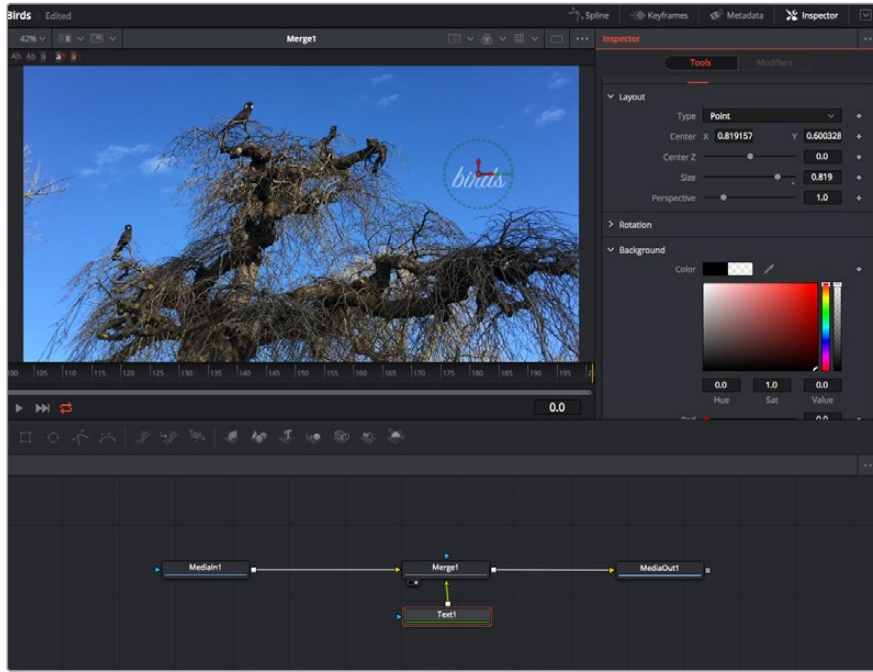 Birds Edited Spline Keyframes Metadata Inspector
42% Merge1 Inspector
Tools Modifiers
Layout
Type Point
Center X 0.819157 Y 0.600328
Center Z 0.0
Size 0.819
Perspective 1.0
Rotation
Background
Color
birds
105 110 115 120 125 130 135 140 145 150 155 160 165 170 175 180 185 190 195
0.0
0.0 1.0 0.0
Hue Sat Value
MediaIn1 Merge1 MediaOut1
Text1